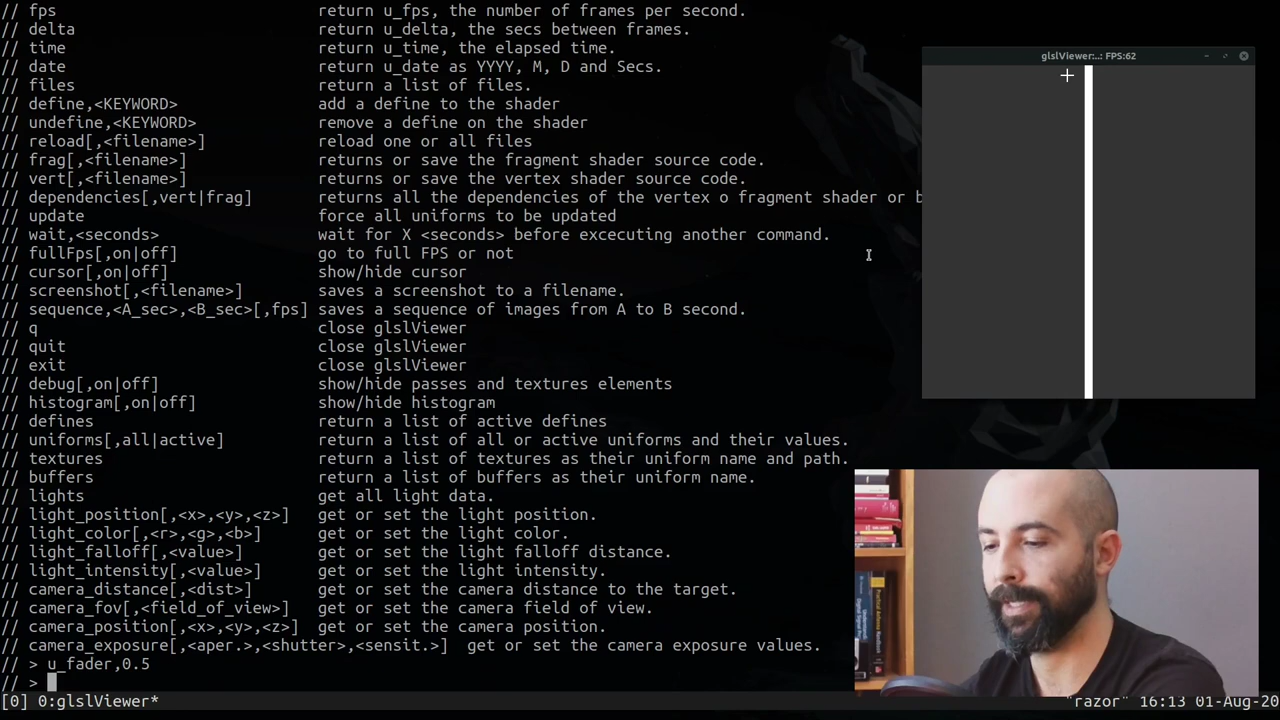 // fps return u_fps, the number of frames per second.
// delta return u_delta, the secs between frames.
// time return u_time, the elapsed time.
// date return u_date as YYYY, M, D and Secs.
// files return a list of files.
// define,<KEYWORD> add a define to the shader
// undefine,<KEYWORD> remove a define on the shader
// reload[,<filename>] reload one or all files
// frag[,<filename>] returns or save the fragment shader source code.
// vert[,<filename>] returns or save the vertex shader source code.
// dependencies[,vert|frag] returns all the dependencies of the vertex o fragment shader or b
// update force all uniforms to be updated
// wait,<seconds> wait for X <seconds> before excecuting another command.
// fullFps[,on|off] go to full FPS or not
// cursor[,on|off] show/hide cursor
// screenshot[,<filename>] saves a screenshot to a filename.
// sequence,<A_sec>,<B_sec>[,fps] saves a sequence of images from A to B second.
// q close glslViewer
// quit close glslViewer
// exit close glslViewer
// debug[,on|off] show/hide passes and textures elements
// histogram[,on|off] show/hide histogram
// defines return a list of active defines
// uniforms[,all|active] return a list of all or active uniforms and their values.
// textures return a list of textures as their uniform name and path.
// buffers return a list of buffers as their uniform name.
// lights get all light data.
// light_position[,<x>,<y>,<z>] get or set the light position.
// light_color[,<r>,<g>,<b>] get or set the light color.
// light_falloff[,<value>] get or set the light falloff distance.
// light_intensity[,<value>] get or set the light intensity.
// camera_distance[,<dist>] get or set the camera distance to the target.
// camera_fov[,<field_of_view>] get or set the camera field of view.
// camera_position[,<x>,<y>,<z>] get or set the camera position.
// camera_exposure[,<aper.>,<shutter>,<sensit.>] get or set the camera exposure values.
// > u_fader,0.5
// >
[0] 0:glslViewer* "razor" 16:13 01-Aug-20
glslViewer:..: FPS:62